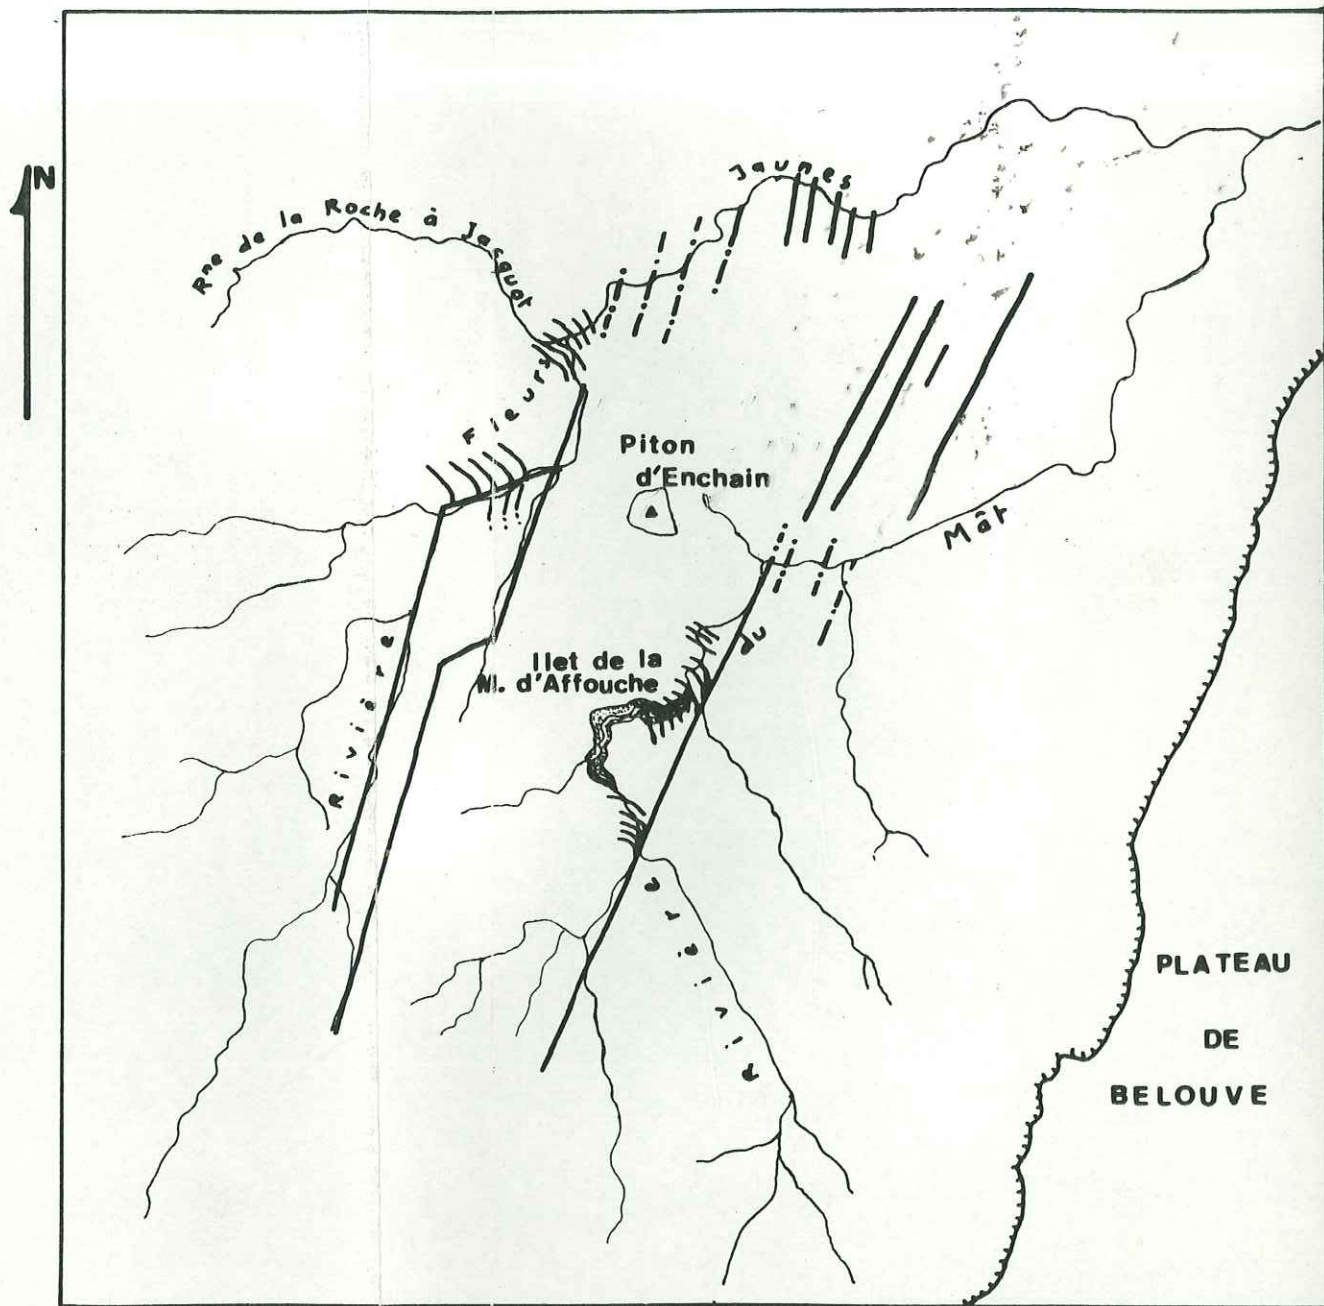 N
Rne de la Roche à Jacquot
Jaunes
Fleurs
Rivière
Piton
d'Enchain
Mât
du
Ilet de la
M. d'Affouche
Rivière
PLATEAU
DE
BELOUVE